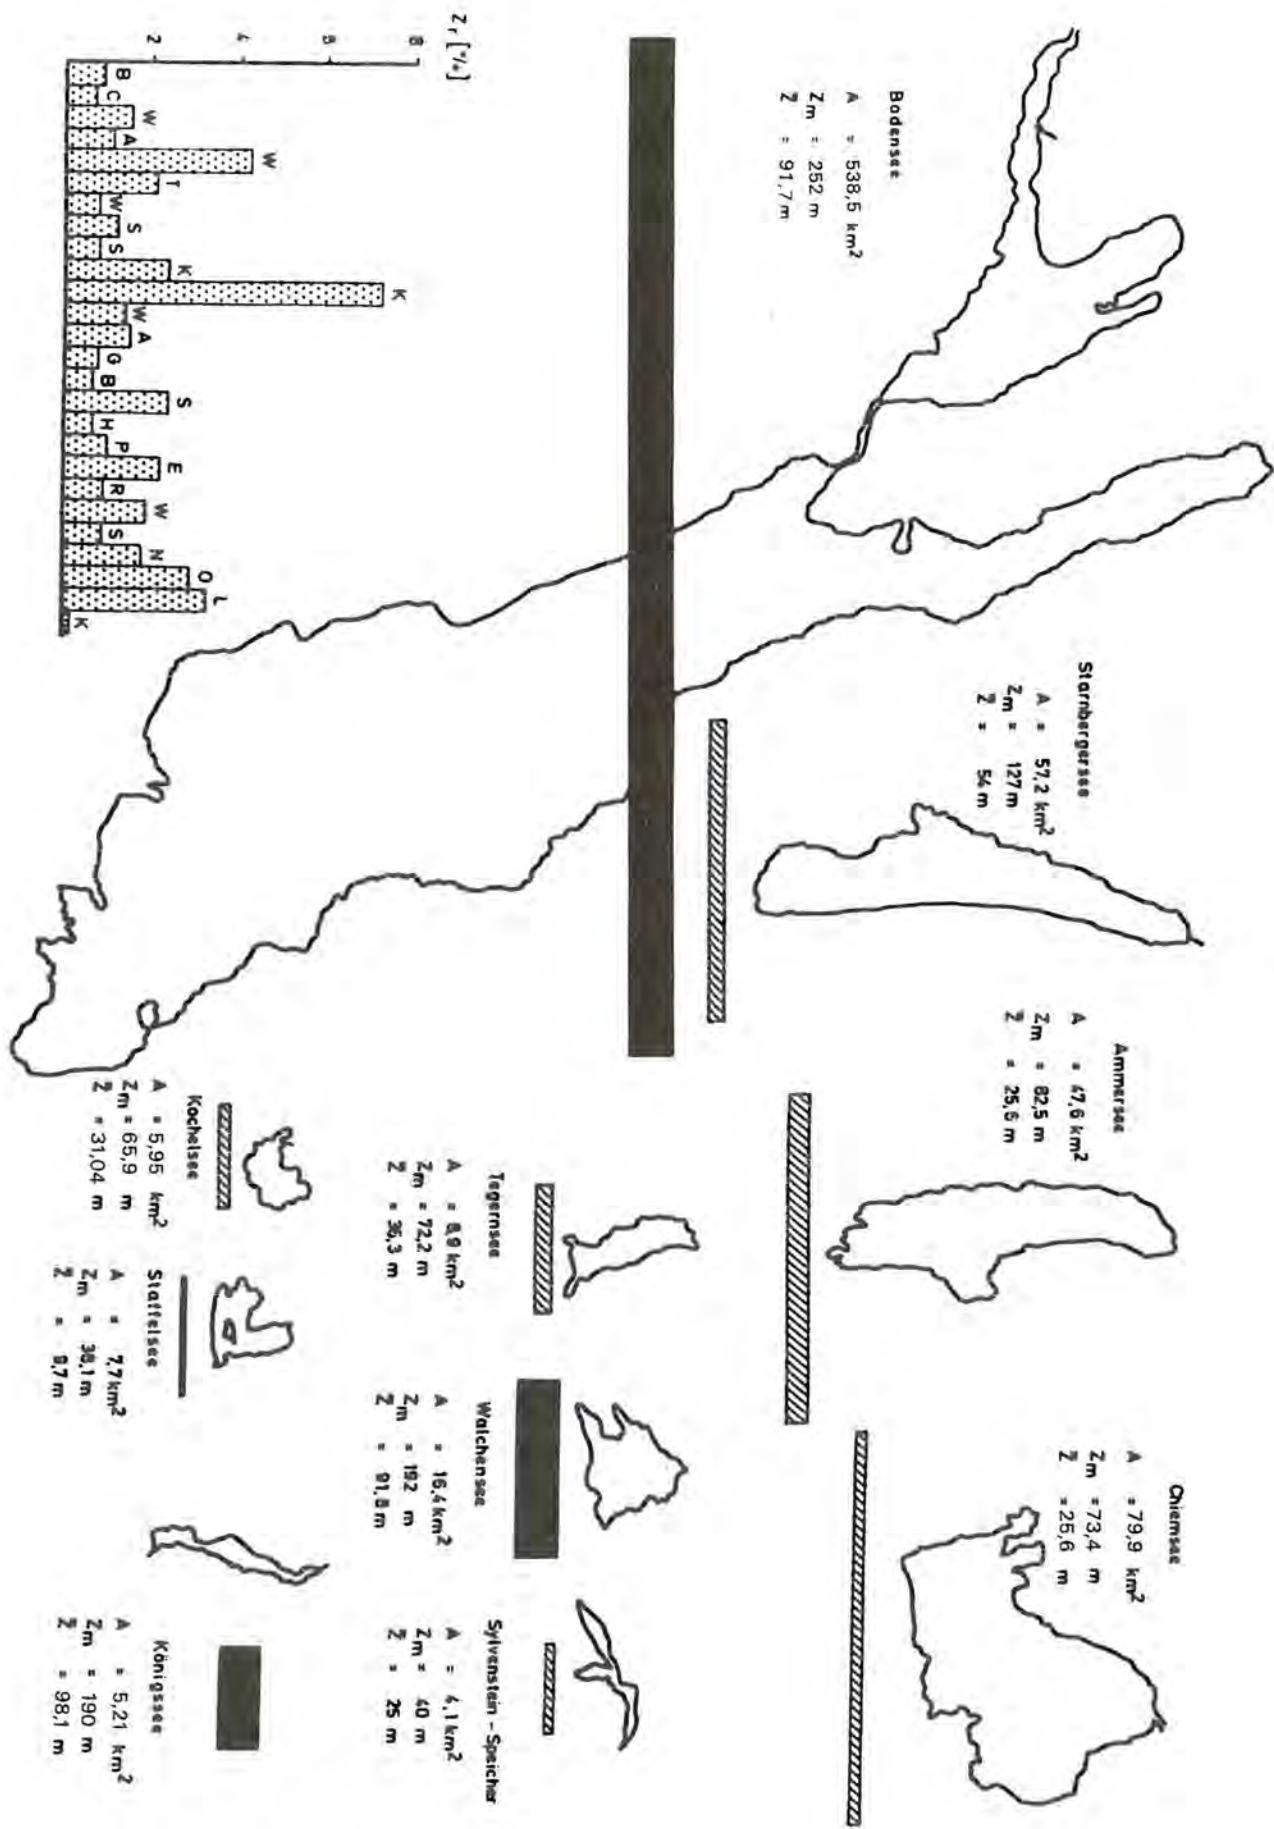 Bodensee
A = 538,5 km²
Zm = 252 m
Z̄ = 91,7 m
Starnbergersee
A = 57,2 km²
Zm = 127 m
Z̄ = 54 m
Ammersee
A = 47,6 km²
Zm = 82,5 m
Z̄ = 25,6 m
Chiemsee
A = 79,9 km²
Zm = 73,4 m
Z̄ = 25,6 m
Tegernsee
A = 8,9 km²
Zm = 72,2 m
Z̄ = 36,3 m
Walchensee
A = 16,4 km²
Zm = 192 m
Z̄ = 91,8 m
Sylvenstein - Speicher
A = 4,1 km²
Zm = 40 m
Z̄ = 25 m
Kochelsee
A = 5,95 km²
Zm = 65,9 m
Z̄ = 31,04 m
Staffelsee
A = 7,7 km²
Zm = 38,1 m
Z̄ = 9,7 m
Königssee
A = 5,21 km²
Zm = 190 m
Z̄ = 98,1 m
Zr [%]
8
6
4
2
B C W A W T W S S K K W A G B S H P E R W S N O L K